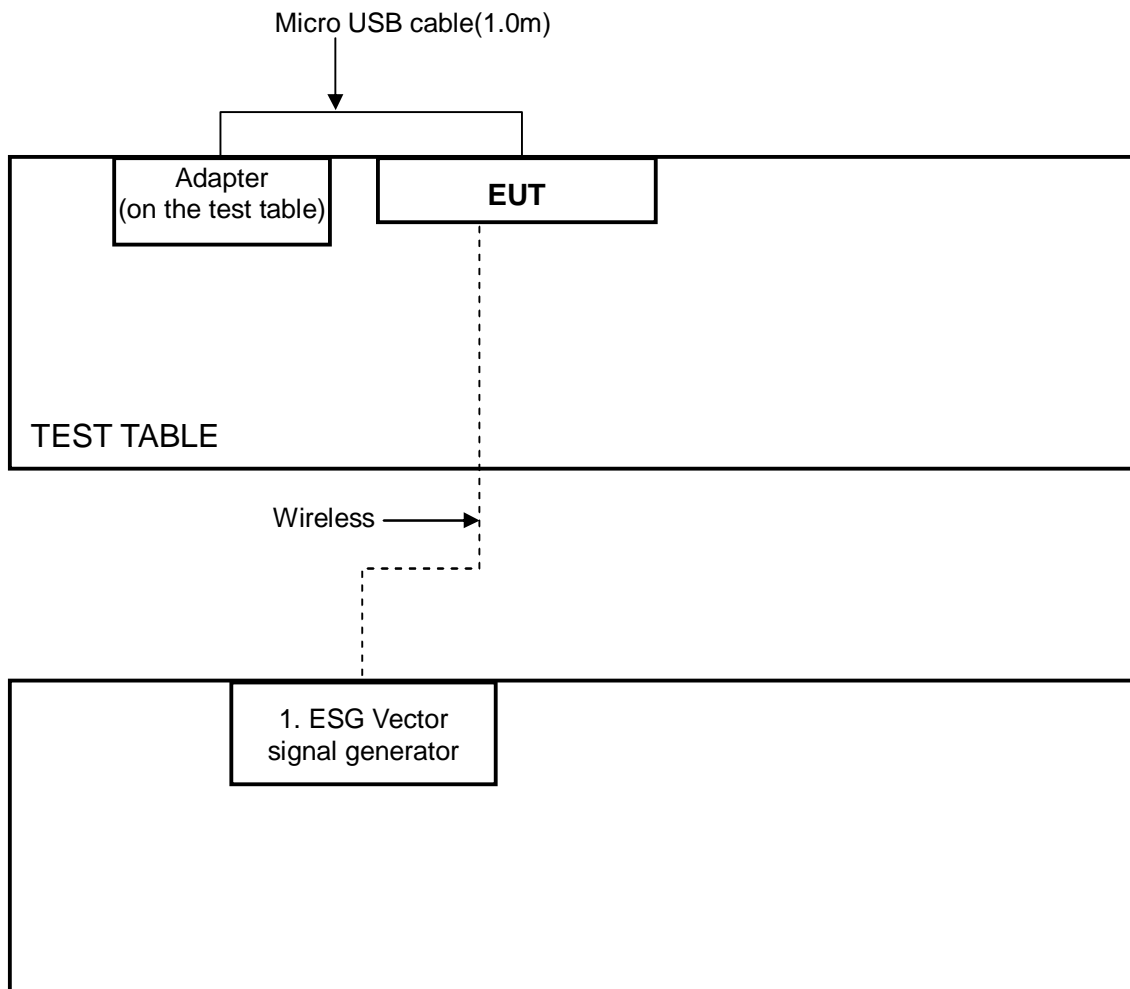 Micro USB cable(1.0m)
Adapter
(on the test table)
EUT
TEST TABLE
Wireless
1. ESG Vector
signal generator